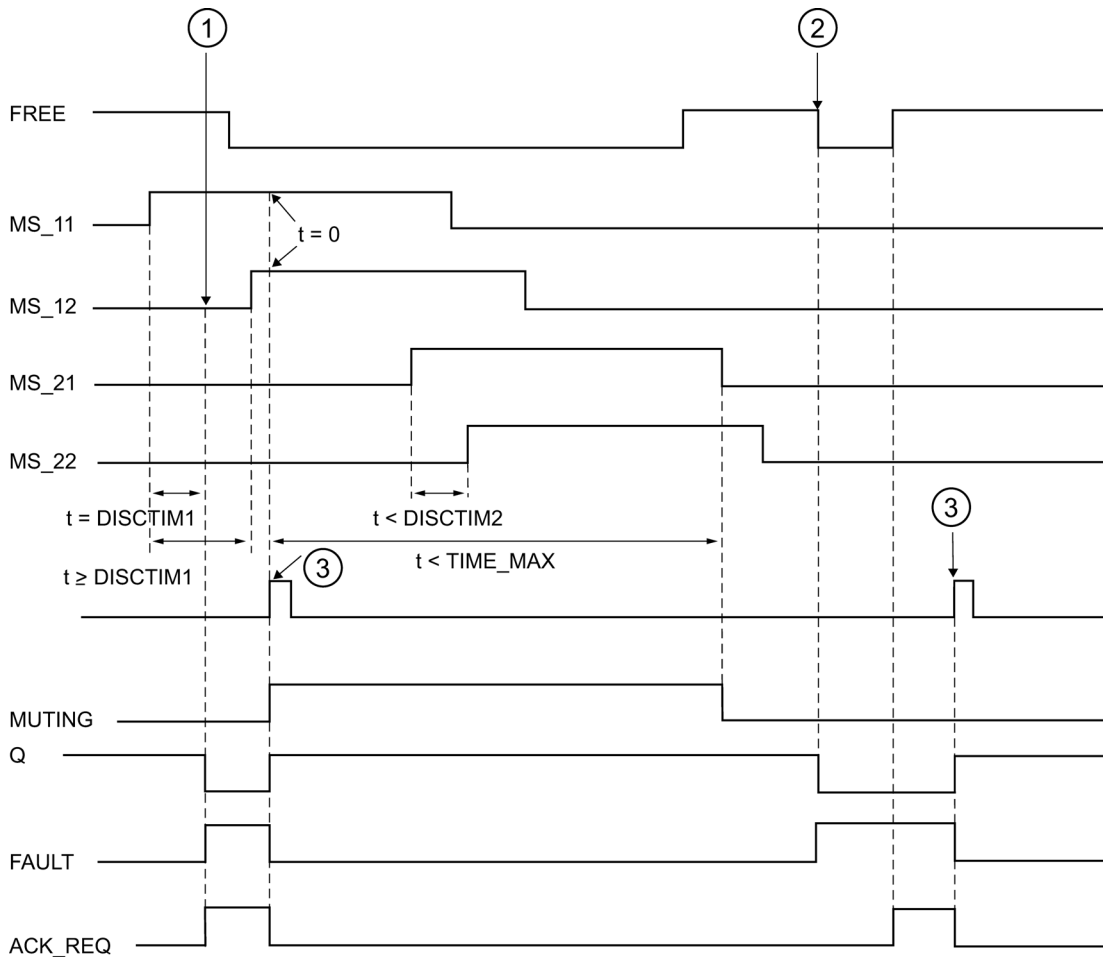 1
2
FREE
MS_11
t = 0
MS_12
MS_21
MS_22
t = DISCTIM1
t < DISCTIM2
3
t < TIME_MAX
t ≥ DISCTIM1
3
MUTING
Q
FAULT
ACK_REQ